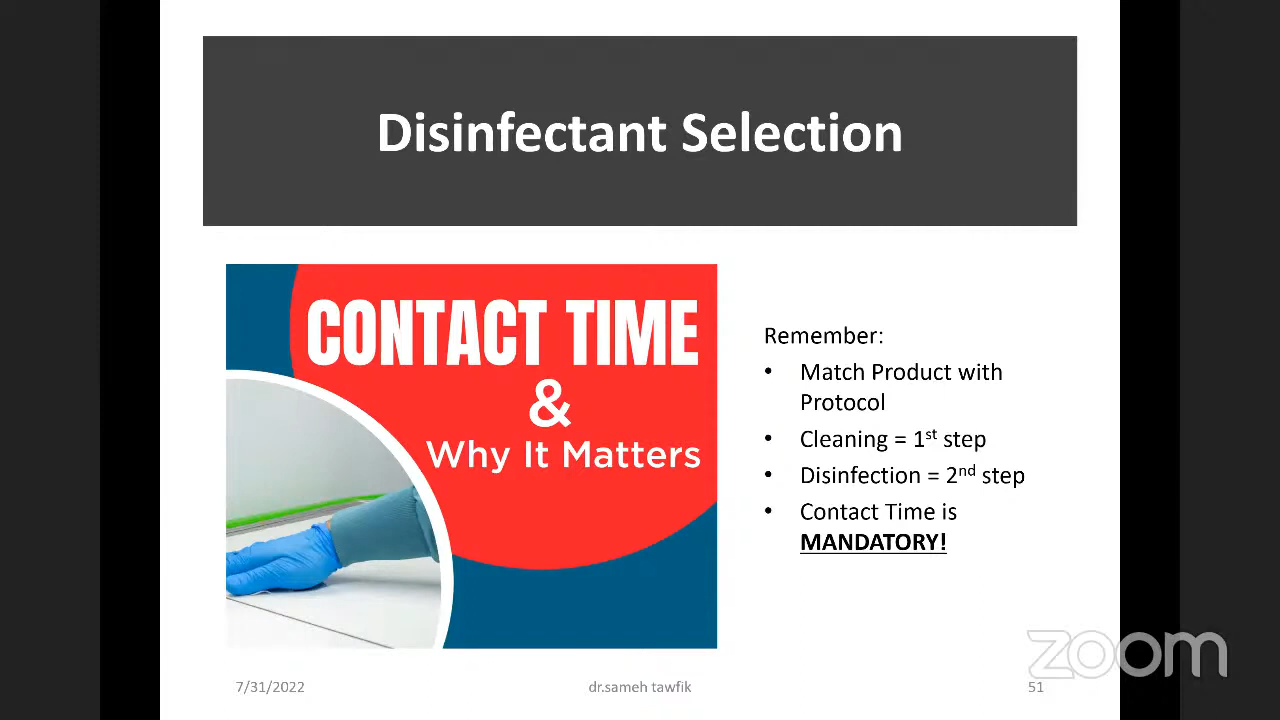 Disinfectant Selection
CONTACT TIME
&
Why It Matters
Remember:
• Match Product with
Protocol
• Cleaning = 1st step
• Disinfection = 2nd step
• Contact Time is
MANDATORY!
zoom
7/31/2022
dr.sameh tawfik
51